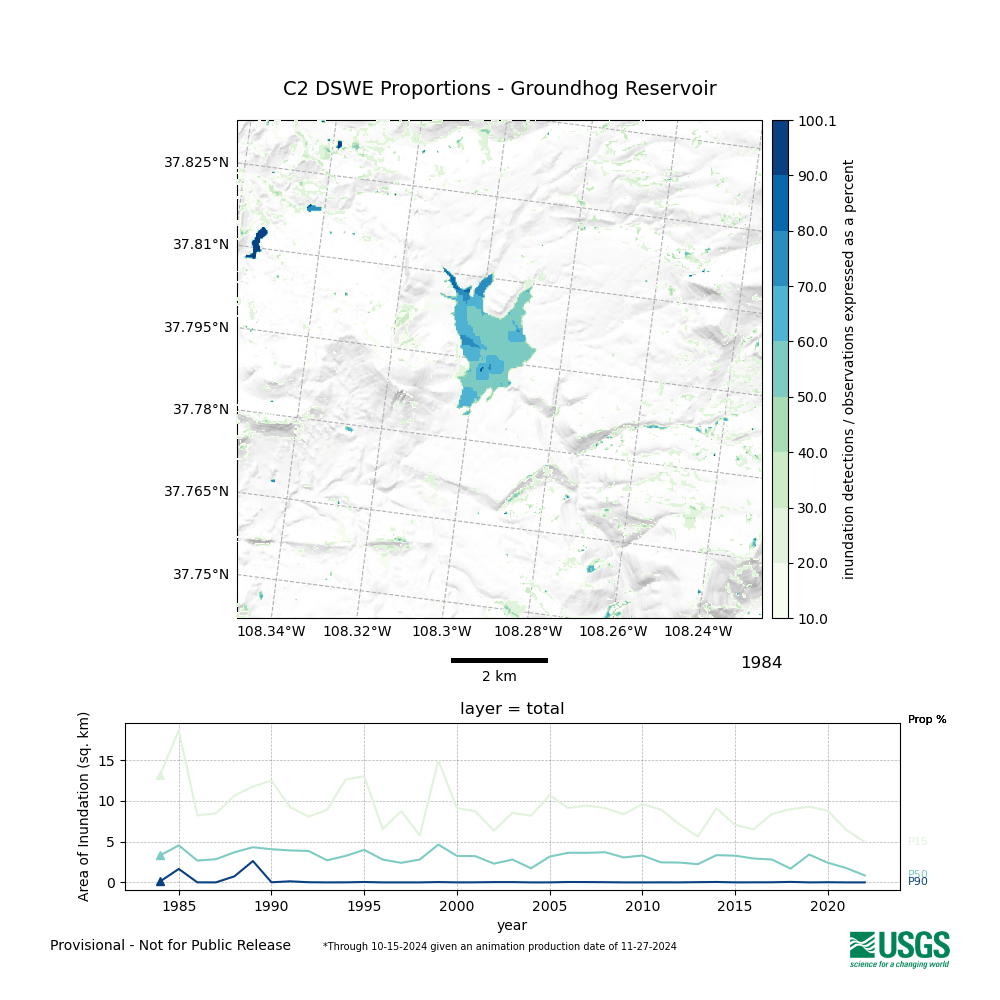 C2 DSWE Proportions - Groundhog Reservoir
37.825°N
37.81°N
37.795°N
37.78°N
37.765°N
37.75°N
108.34°W 108.32°W 108.3°W 108.28°W 108.26°W 108.24°W
100.1
90.0
80.0
70.0
60.0
50.0
40.0
30.0
20.0
10.0
inundation detections / observations expressed as a percent
2 km
1984
layer = total
Area of Inundation (sq. km)
15
10
5
0
1985 1990 1995 2000 2005 2010 2015 2020
year
Prop %
P15
P50
P90
Provisional - Not for Public Release
*Through 10-15-2024 given an animation production date of 11-27-2024
USGS
science for a changing world